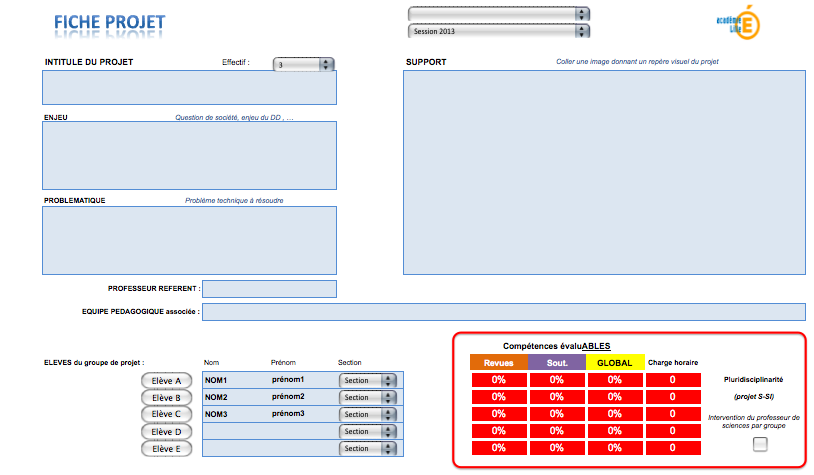 FICHE PROJET
Session 2013
académie
Lille
INTITULE DU PROJET
Effectif :
3
SUPPORT
Coller une image donnant un repère visuel du projet
ENJEU
Question de société, enjeu du DD , …
PROBLEMATIQUE
Problème technique à résoudre
PROFESSEUR REFERENT :
EQUIPE PEDAGOGIQUE associée :
Compétences évaluABLES
ELEVES du groupe de projet :
Nom
Prénom
Section
Revues
Sout.
GLOBAL
Charge horaire
Elève A
NOM1
prénom1
Section
0%
0%
0%
0
Pluridisciplinarité
Elève B
NOM2
prénom2
Section
0%
0%
0%
0
(projet S-SI)
Elève C
NOM3
prénom3
Section
0%
0%
0%
0
Intervention du professeur de
sciences par groupe
Elève D
Section
0%
0%
0%
0
Elève E
Section
0%
0%
0%
0